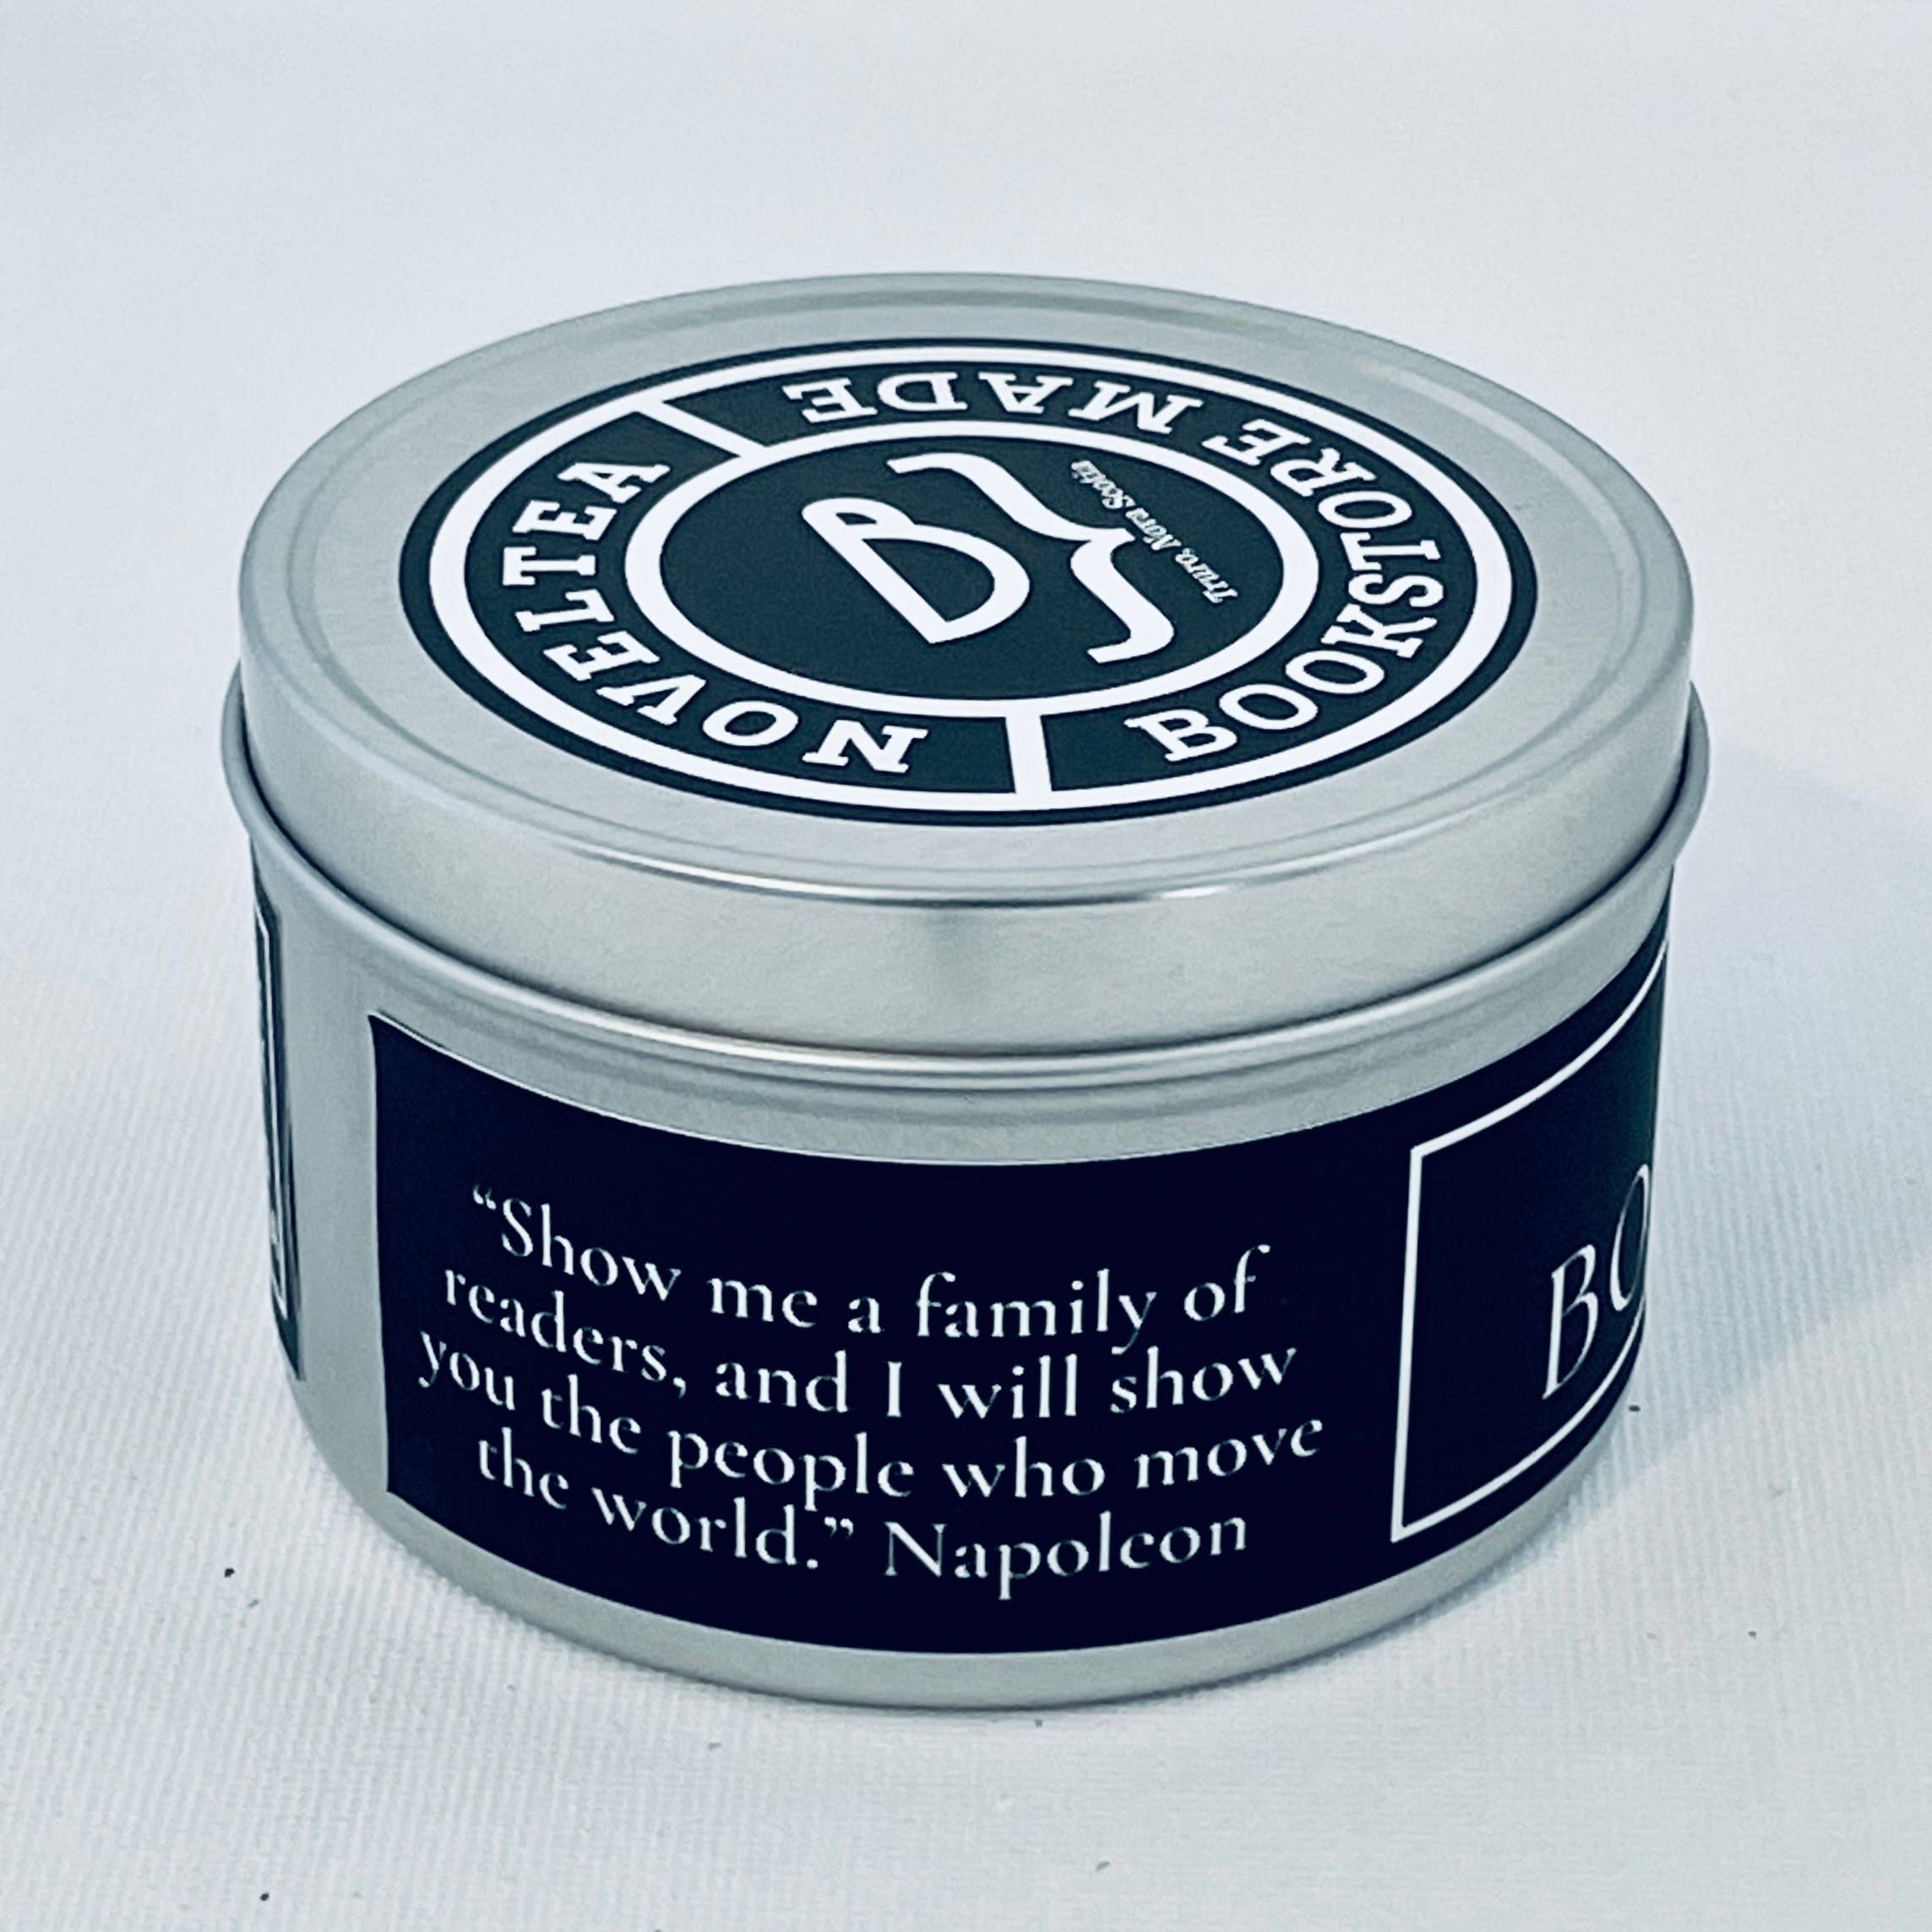 NOVELTEA
BOOKSTORE MADE
B
Truro, Nova Scotia
“Show me a family of
readers, and I will show
you the people who move
the world.” Napoleon
BO